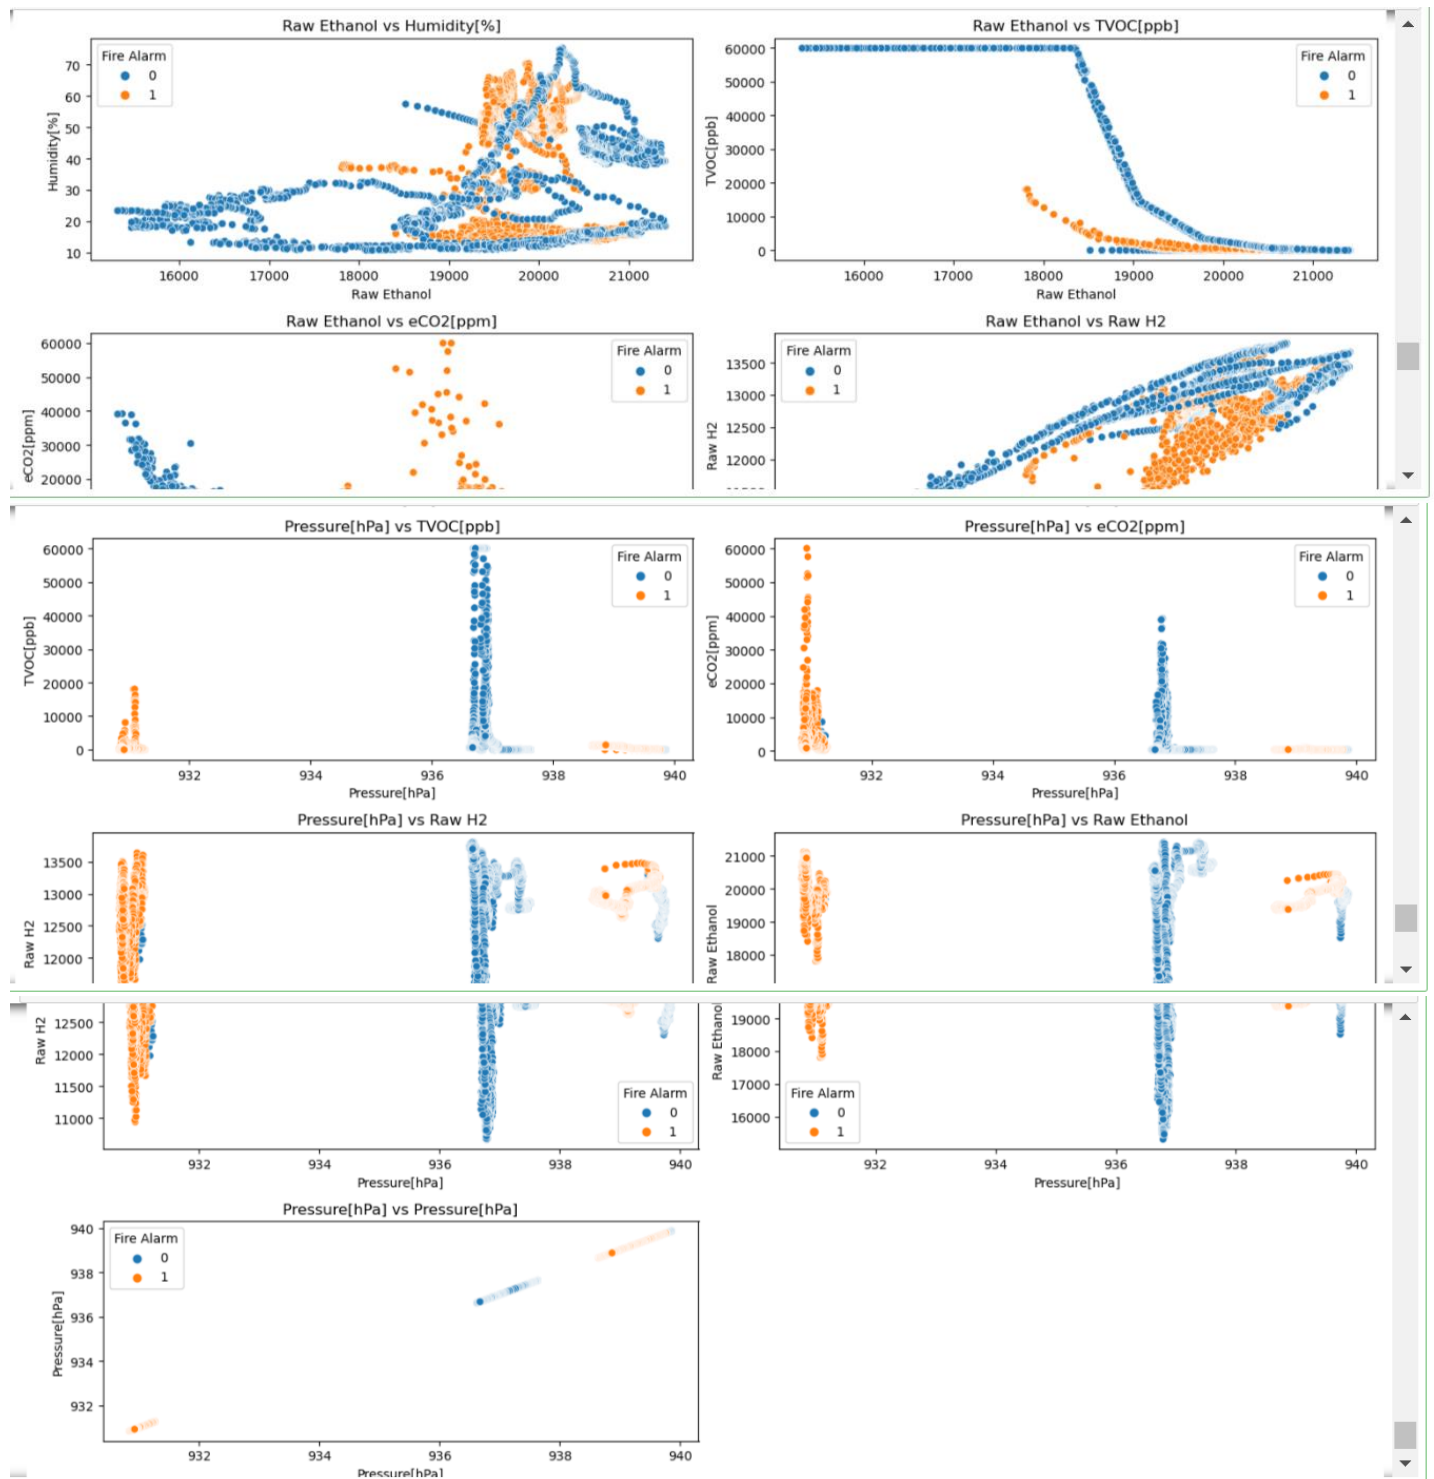 Raw Ethanol vs Humidity[%]
Fire Alarm
0
1
70
60
50
40
30
20
10
Humidity[%]
16000 17000 18000 19000 20000 21000
Raw Ethanol
Raw Ethanol vs TVOC[ppb]
Fire Alarm
0
1
60000
50000
40000
30000
20000
10000
0
TVOC[ppb]
16000 17000 18000 19000 20000 21000
Raw Ethanol
Raw Ethanol vs eCO2[ppm]
Fire Alarm
0
1
60000
50000
40000
30000
20000
eCO2[ppm]
Raw Ethanol vs Raw H2
Fire Alarm
0
1
13500
13000
12500
12000
Raw H2
Pressure[hPa] vs TVOC[ppb]
Fire Alarm
0
1
60000
50000
40000
30000
20000
10000
0
TVOC[ppb]
932 934 936 938 940
Pressure[hPa]
Pressure[hPa] vs eCO2[ppm]
Fire Alarm
0
1
60000
50000
40000
30000
20000
10000
0
eCO2[ppm]
932 934 936 938 940
Pressure[hPa]
Pressure[hPa] vs Raw H2
13500
13000
12500
12000
Raw H2
Pressure[hPa] vs Raw Ethanol
21000
20000
19000
18000
Raw Ethanol
12500
12000
11500
11000
Raw H2
Fire Alarm
0
1
932 934 936 938 940
Pressure[hPa]
19000
18000
17000
16000
Raw Ethanol
Fire Alarm
0
1
932 934 936 938 940
Pressure[hPa]
Pressure[hPa] vs Pressure[hPa]
Fire Alarm
0
1
940
938
936
934
932
Pressure[hPa]
932 934 936 938 940
Pressure[hPa]